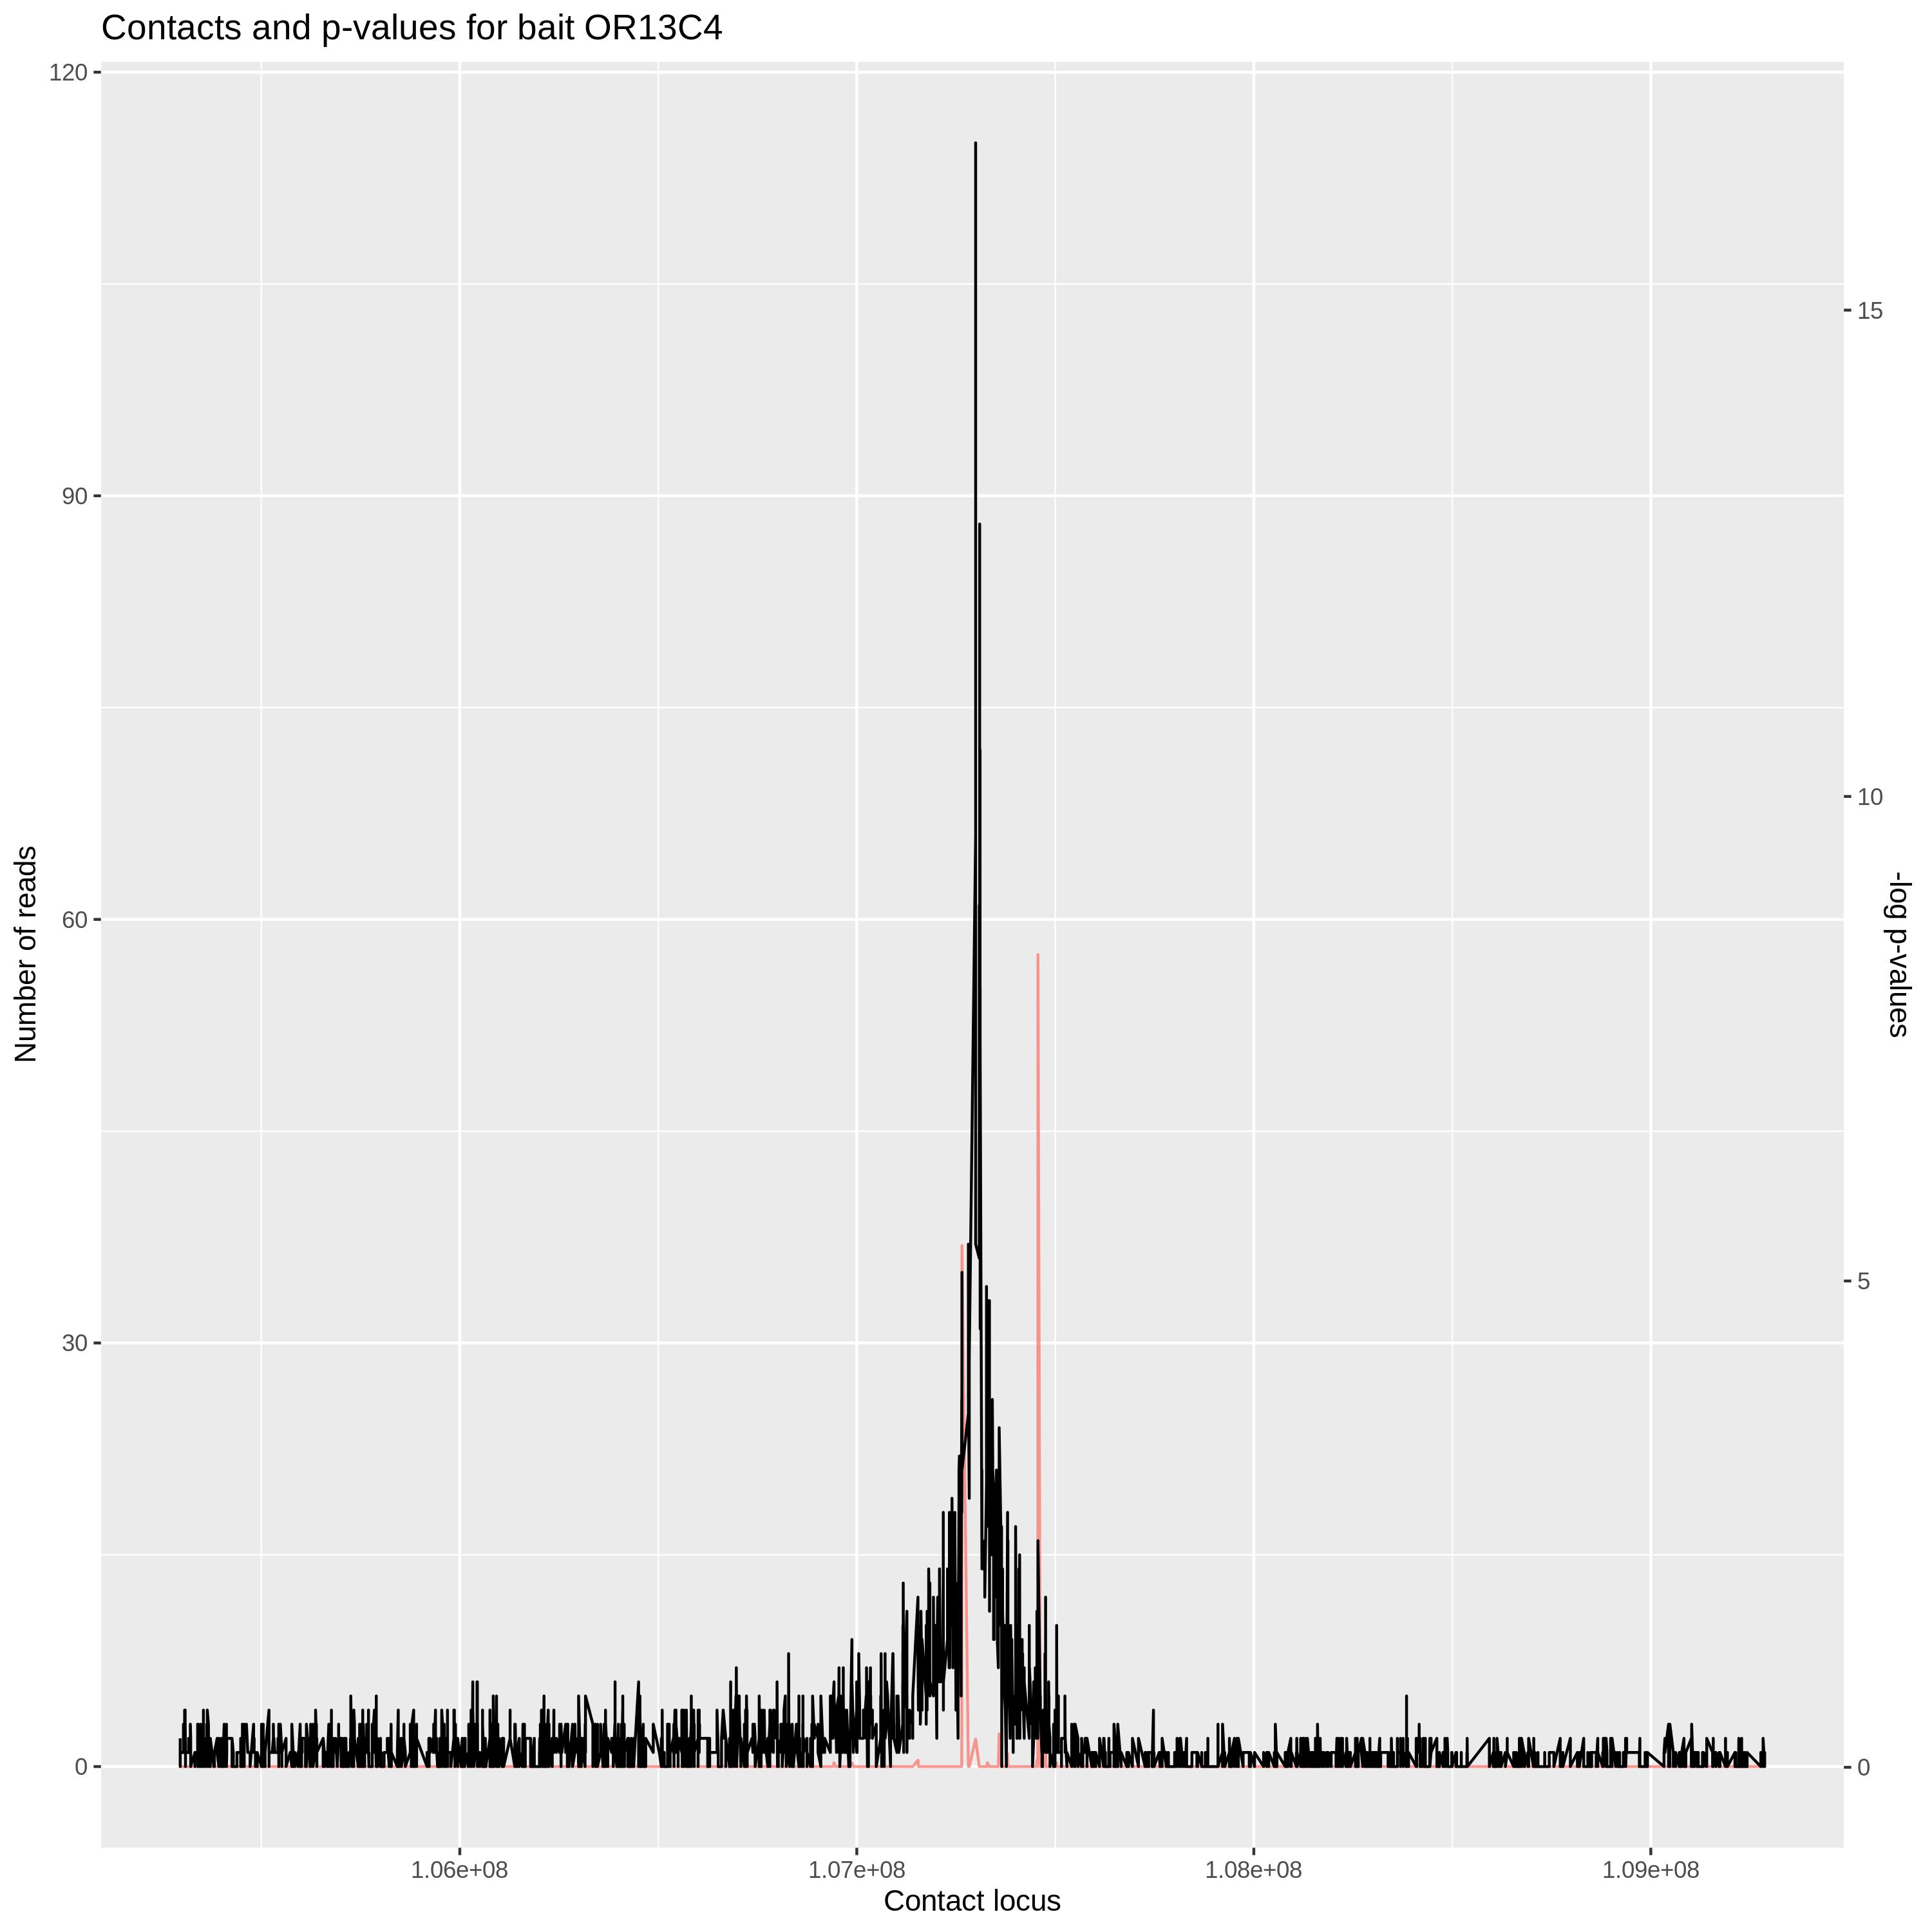 Contacts and p-values for bait OR13C4
120
90
60
30
0
15
10
5
0
Number of reads
-log p-values
1.06e+08
1.07e+08
1.08e+08
1.09e+08
Contact locus